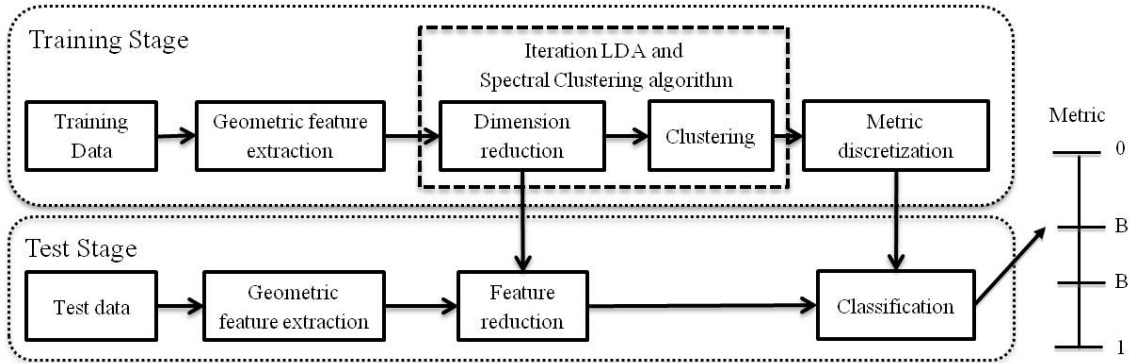 Training Stage
Iteration LDA and
Spectral Clustering algorithm
Training
Data
Geometric feature
extraction
Dimension
reduction
Clustering
Metric
discretization
Test Stage
Test data
Geometric
feature extraction
Feature
reduction
Classification
Metric
0
B
B
1